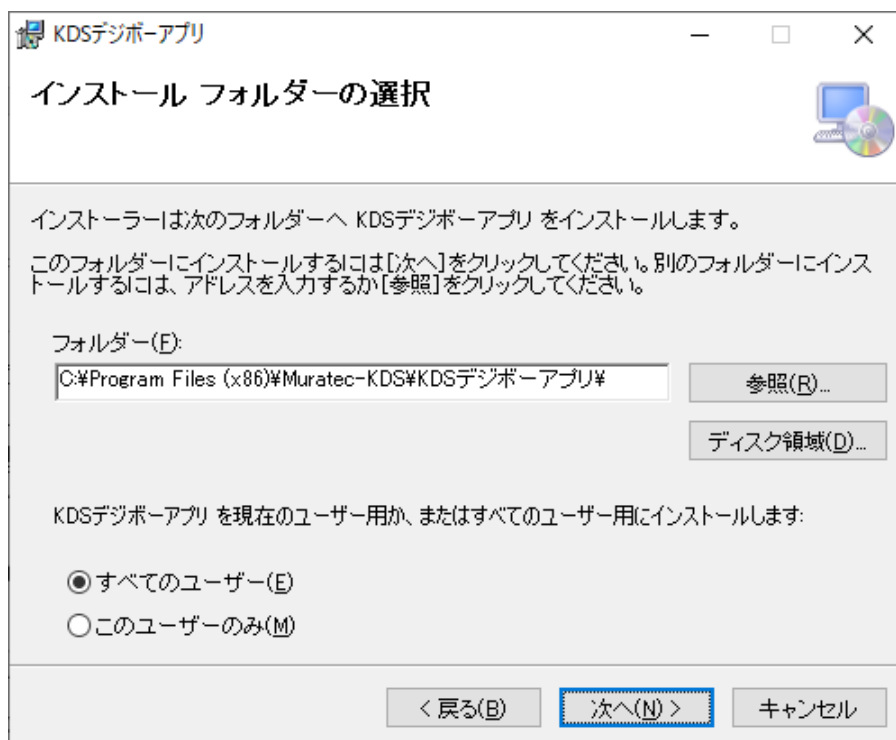 KDSデジボーアプリ
インストール フォルダーの選択
インストーラーは次のフォルダーへ KDSデジボーアプリ をインストールします。
このフォルダーにインストールするには[次へ]をクリックしてください。別のフォルダーにインス
トールするには、アドレスを入力するか[参照]をクリックしてください。
フォルダー(F):
C:¥Program Files (x86)¥Muratec-KDS¥KDSデジボーアプリ¥
参照(R)...
ディスク領域(D)...
KDSデジボーアプリ を現在のユーザー用か、またはすべてのユーザー用にインストールします:
すべてのユーザー(E)
このユーザーのみ(M)
< 戻る(B)
次へ(N) >
キャンセル